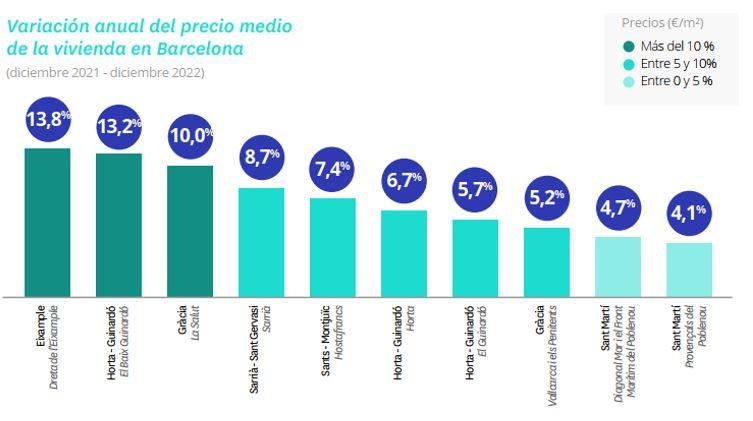 Variación anual del precio medio
de la vivienda en Barcelona
(diciembre 2021 - diciembre 2022)
Precios (€/m²)
Más del 10 %
Entre 5 y 10%
Entre 0 y 5 %
13,8%
13,2%
10,0%
8,7%
7,4%
6,7%
5,7%
5,2%
4,7%
4,1%
Eixample
Dreta de l'Eixample
Horta - Guinardó
El Baix Guinardó
Gràcia
La Salut
Sarrià - Sant Gervasi
Sarrià
Sants - Montjuïc
Hostafrancs
Horta - Guinardó
Horta
Horta - Guinardó
El Guinardó
Gràcia
Vallcarca i els Penitents
Sant Martí
Diagonal Mar i el Front
Marítim del Poblenou
Sant Martí
Provençals del
Poblenou